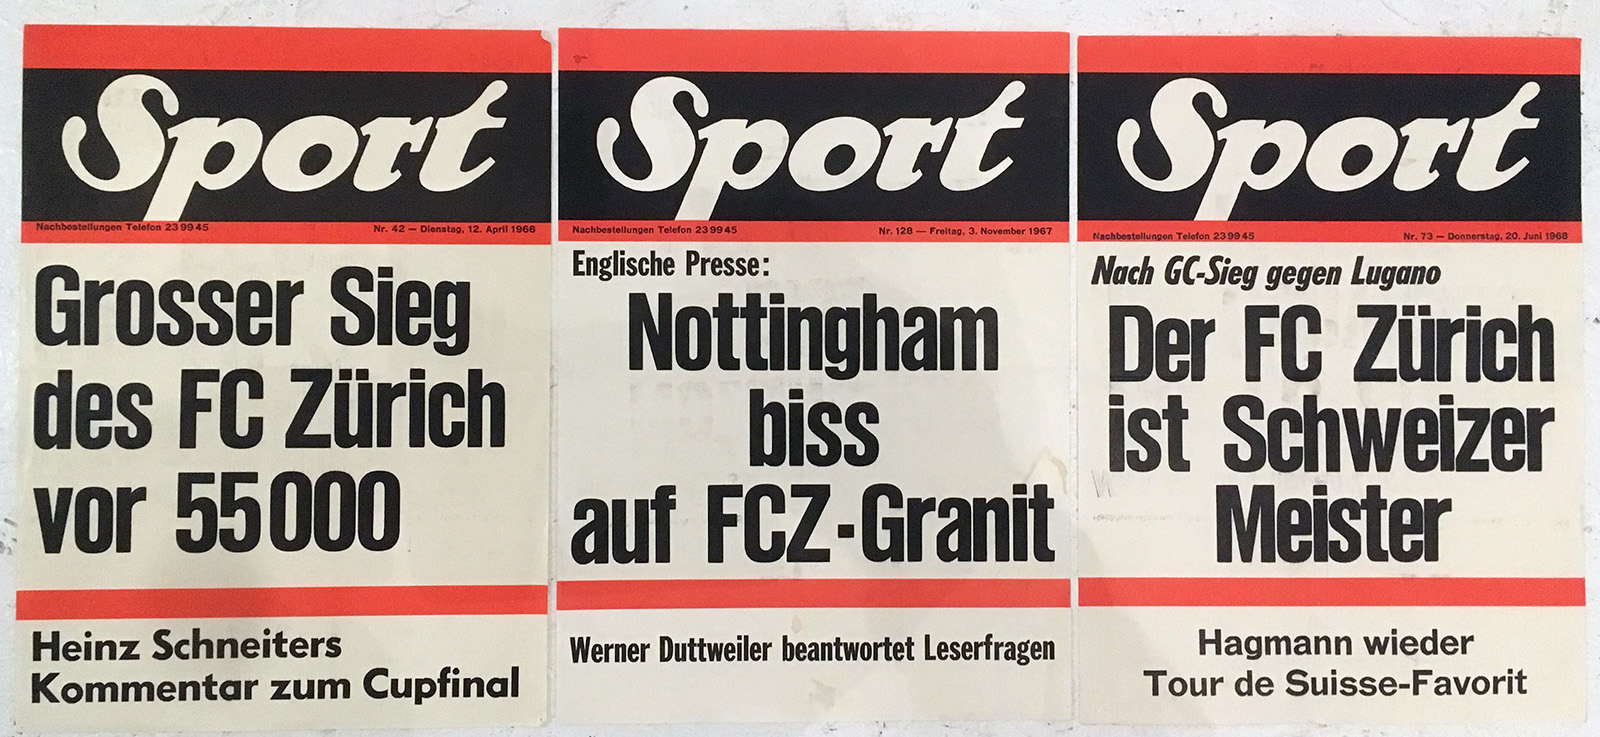 Sport
Nachbestellungen Telefon 23 99 45
Nr. 42 — Dienstag, 12. April 1966
Grosser Sieg
des FC Zürich
vor 55 000
Heinz Schneiters
Kommentar zum Cupfinal
Sport
Nachbestellungen Telefon 23 99 45
Nr. 128 — Freitag, 3. November 1967
Englische Presse:
Nottingham
biss
auf FCZ-Granit
Werner Duttweiler beantwortet Leserfragen
Sport
Nachbestellungen Telefon 23 99 45
Nr. 73 — Donnerstag, 20. Juni 1968
Nach GC-Sieg gegen Lugano
Der FC Zürich
ist Schweizer
Meister
Hagmann wieder
Tour de Suisse-Favorit